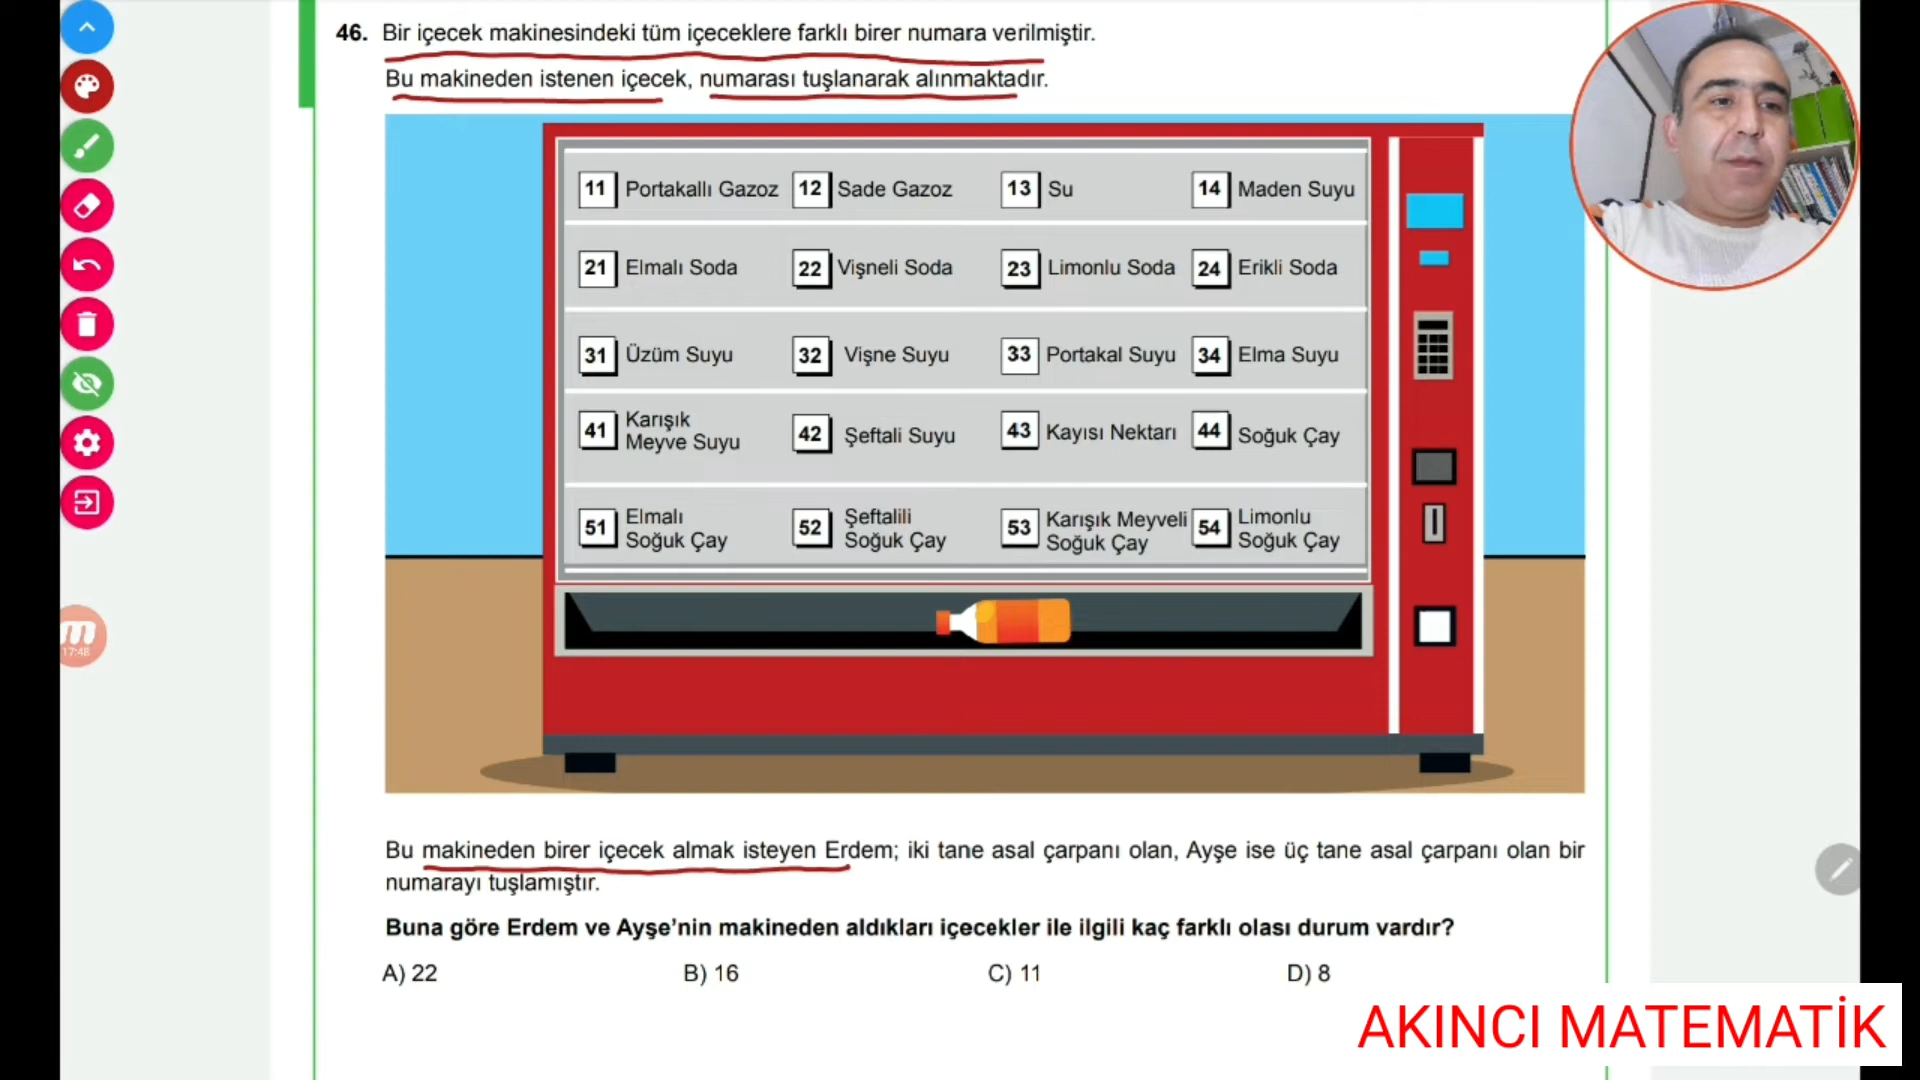 46. Bir içecek makinesindeki tüm içeceklere farklı birer numara verilmiştir.
Bu makineden istenen içecek, numarası tuşlanarak alınmaktadır.
11 Portakallı Gazoz 12 Sade Gazoz 13 Su 14 Maden Suyu
21 Elmalı Soda 22 Vişneli Soda 23 Limonlu Soda 24 Erikli Soda
31 Üzüm Suyu 32 Vişne Suyu 33 Portakal Suyu 34 Elma Suyu
41 Karışık Meyve Suyu 42 Şeftali Suyu 43 Kayısı Nektarı 44 Soğuk Çay
51 Elmalı Soğuk Çay 52 Şeftalili Soğuk Çay 53 Karışık Meyveli Soğuk Çay 54 Limonlu Soğuk Çay
17:48
Bu makineden birer içecek almak isteyen Erdem; iki tane asal çarpanı olan, Ayşe ise üç tane asal çarpanı olan bir
numarayı tuşlamıştır.
Buna göre Erdem ve Ayşe'nin makineden aldıkları içecekler ile ilgili kaç farklı olası durum vardır?
A) 22 B) 16 C) 11 D) 8
AKINCI MATEMATİK